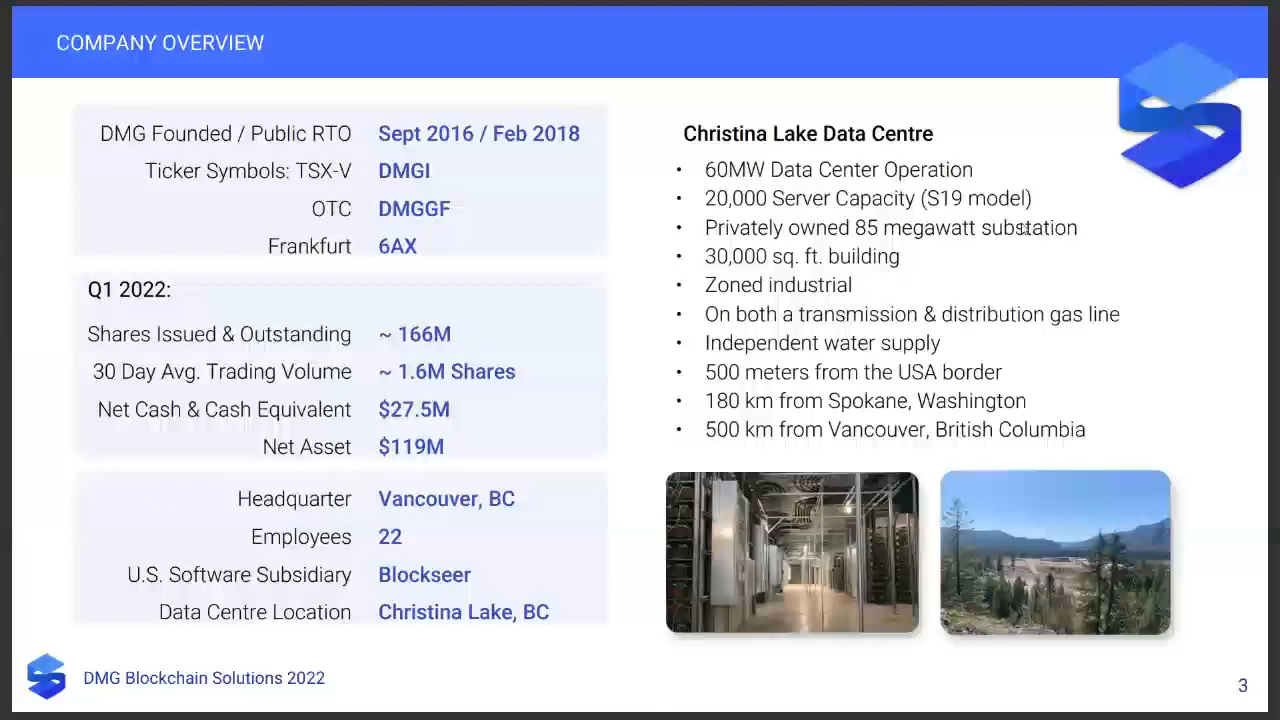 COMPANY OVERVIEW
DMG Founded / Public RTO Sept 2016 / Feb 2018
Ticker Symbols: TSX-V DMGI
OTC DMGGF
Frankfurt 6AX
Q1 2022:
Shares Issued & Outstanding ~ 166M
30 Day Avg. Trading Volume ~ 1.6M Shares
Net Cash & Cash Equivalent $27.5M
Net Asset $119M
Headquarter Vancouver, BC
Employees 22
U.S. Software Subsidiary Blockseer
Data Centre Location Christina Lake, BC
Christina Lake Data Centre
• 60MW Data Center Operation
• 20,000 Server Capacity (S19 model)
• Privately owned 85 megawatt substation
• 30,000 sq. ft. building
• Zoned industrial
• On both a transmission & distribution gas line
• Independent water supply
• 500 meters from the USA border
• 180 km from Spokane, Washington
• 500 km from Vancouver, British Columbia
DMG Blockchain Solutions 2022
3